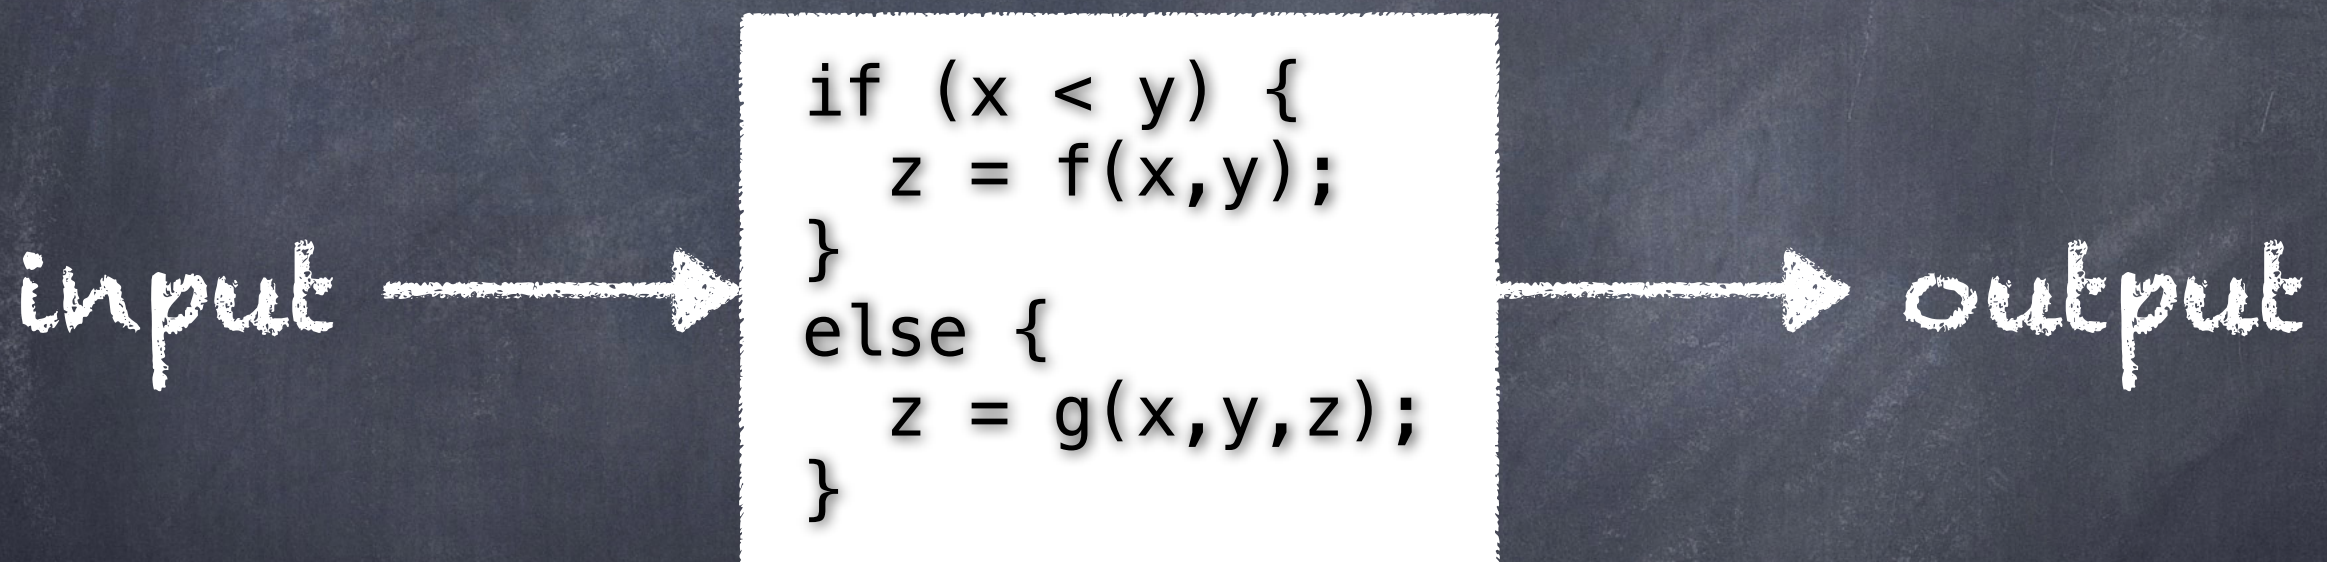 input
if (x < y) {
  z = f(x,y);
}
else {
  z = g(x,y,z);
}
output